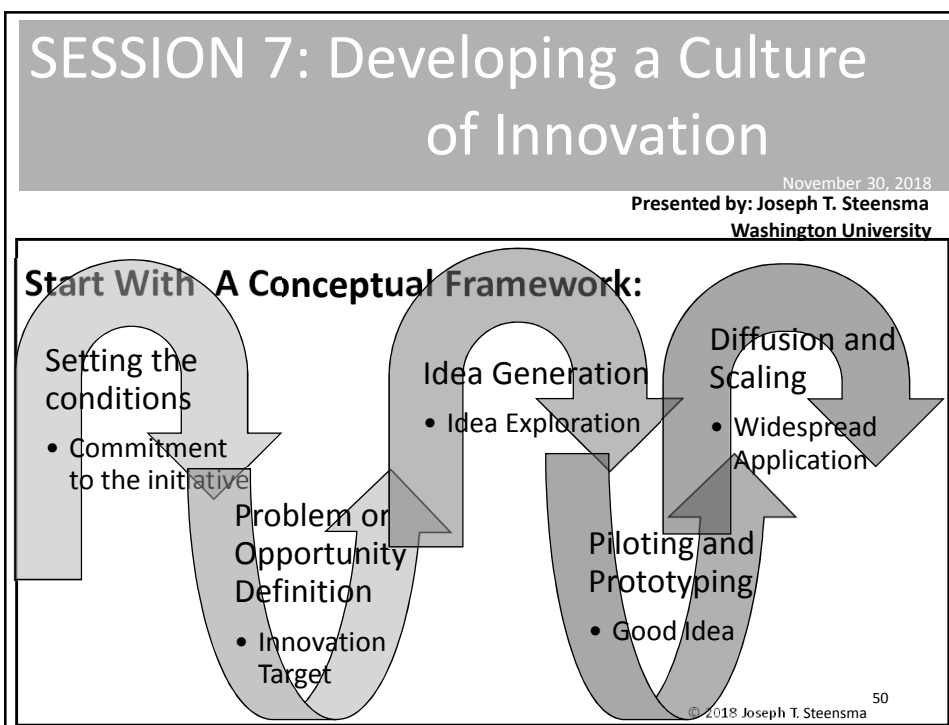 SESSION 7: Developing a Culture
of Innovation
November 30, 2018
Presented by: Joseph T. Steensma
Washington University
Start With A Conceptual Framework:
Setting the
conditions
• Commitment
to the initiative
Problem or
Opportunity
Definition
• Innovation
Target
Idea Generation
• Idea Exploration
Piloting and
Prototyping
• Good Idea
Diffusion and
Scaling
• Widespread
Application
50
© 2018 Joseph T. Steensma